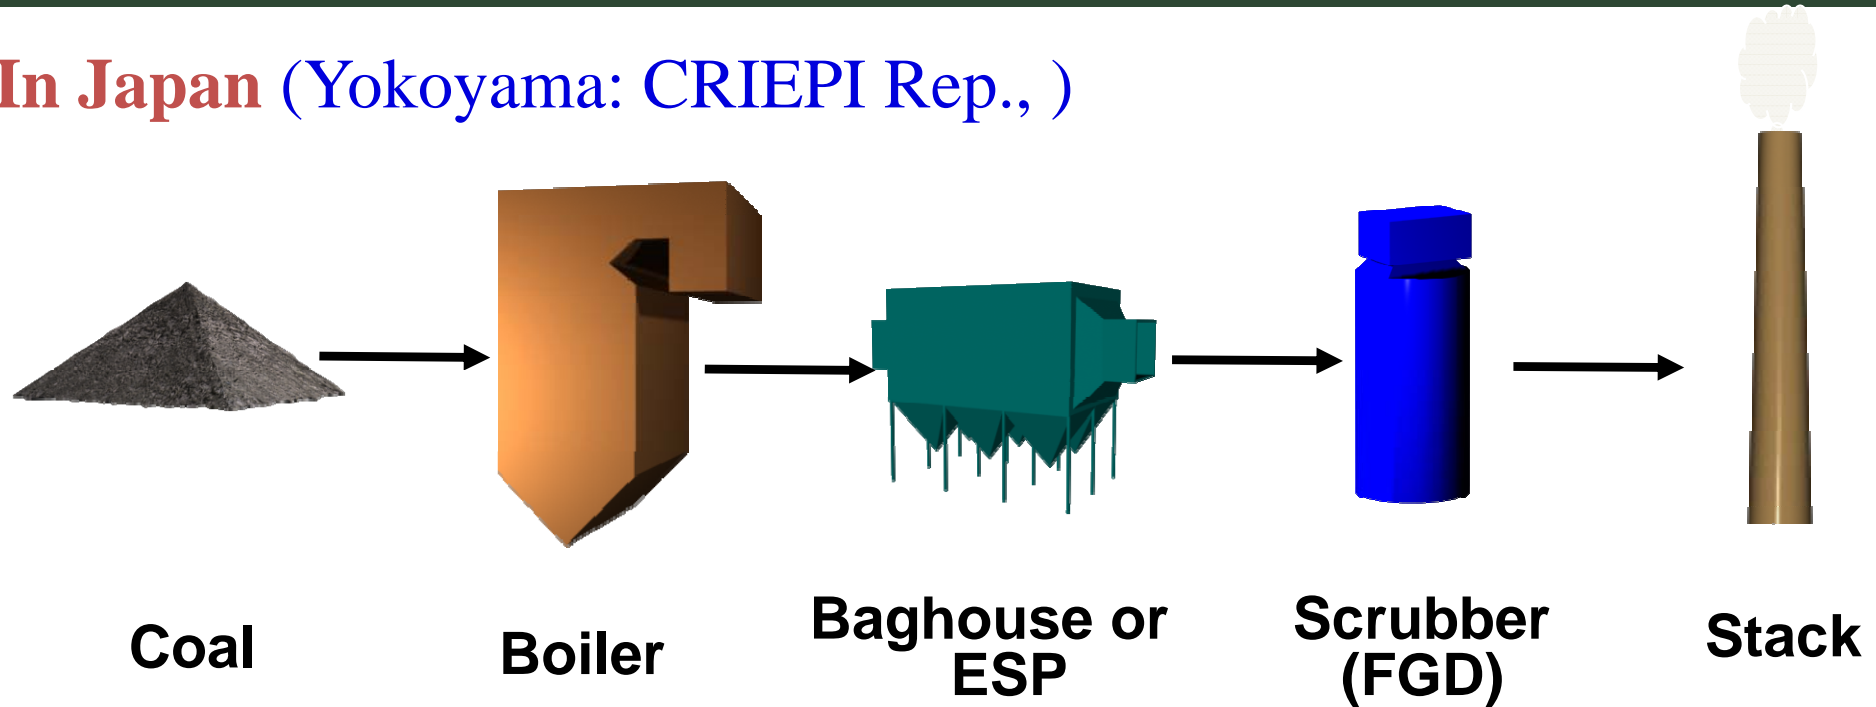 In Japan (Yokoyama: CRIEPI Rep., )
Coal
Boiler
Baghouse or
ESP
Scrubber
(FGD)
Stack